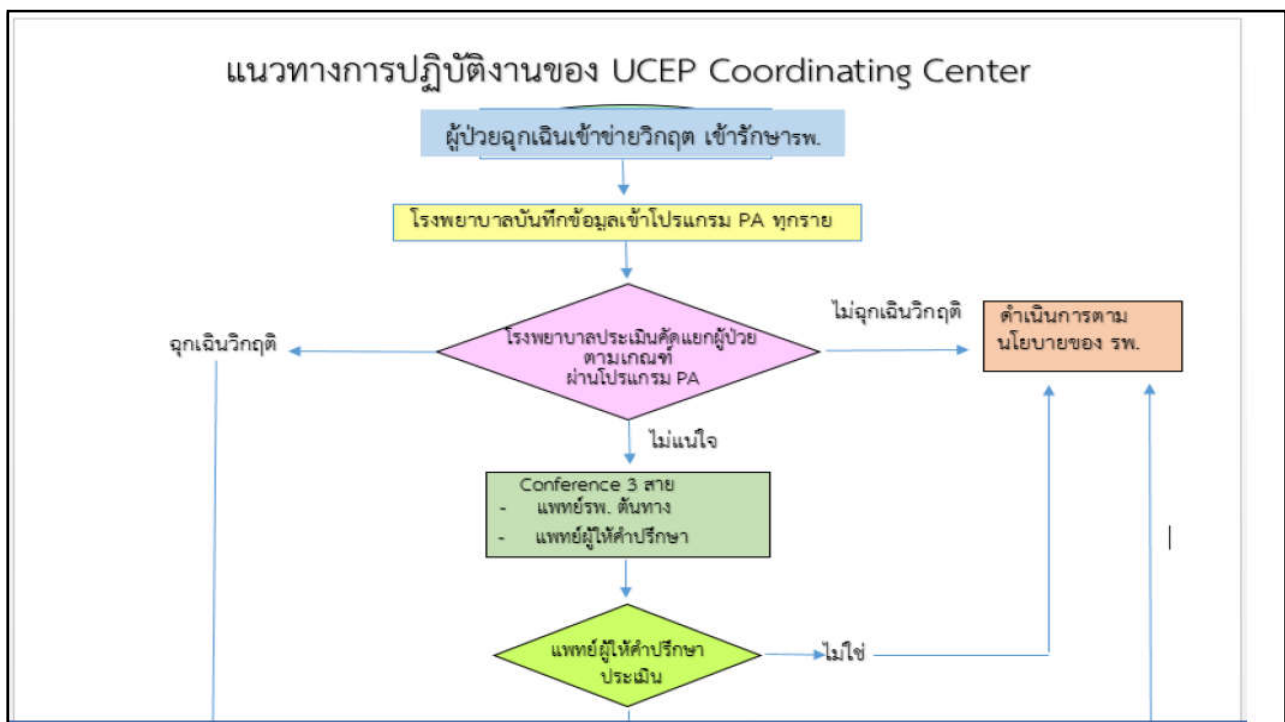 แนวทางการปฏิบัติงานของ UCEP Coordinating Center
ผู้ป่วยฉุกเฉินเข้าข่ายวิกฤต เข้ารักษารพ.
โรงพยาบาลบันทึกข้อมูลเข้าโปรแกรม PA ทุกราย
โรงพยาบาลประเมินคัดแยกผู้ป่วย
ตามเกณฑ์
ผ่านโปรแกรม PA
ฉุกเฉินวิกฤติ
ไม่ฉุกเฉินวิกฤติ
ดำเนินการตาม
นโยบายของ รพ.
ไม่แน่ใจ
Conference 3 สาย
- แพทย์รพ. ต้นทาง
- แพทย์ผู้ให้คำปรึกษา
แพทย์ผู้ให้คำปรึกษา
ประเมิน
ไม่ใช่